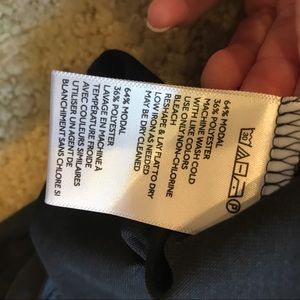 64% MODAL
36% POLYESTER
MACHINE WASH COLD
WITH LIKE COLORS
USE ONLY NON-CHLORINE
BLEACH
RESHAPE & LAY FLAT TO DRY
LOW IRON AS NEEDED
MAY BE DRY CLEANED
64% MODAL
36% POLYESTER
LAVAGE EN MACHINE À
TEMPÉRATURE FROIDE
AVEC COULEURS SIMILAIRES
UTILISER UN AGENT DE
BLANCHIMENT SANS CHLORE SI